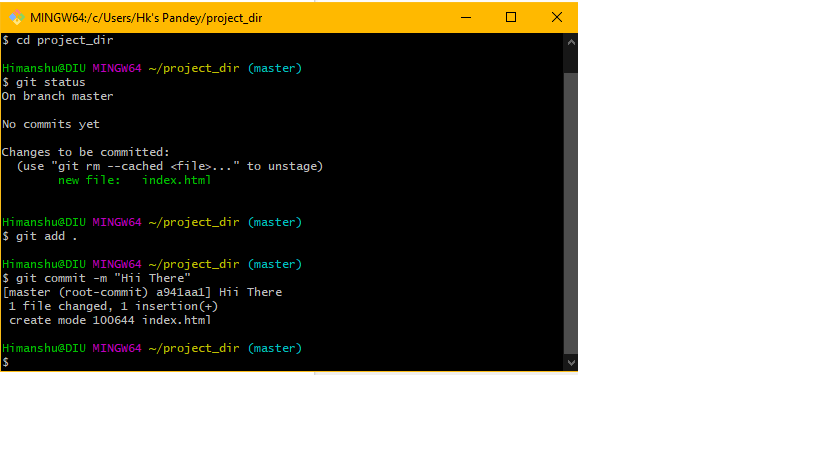 MINGW64:/c/Users/Hk's Pandey/project_dir
$ cd project_dir
Himanshu@DIU MINGW64 ~/project_dir (master)
$ git status
On branch master
No commits yet
Changes to be committed:
(use "git rm --cached <file>..." to unstage)
new file:   index.html
Himanshu@DIU MINGW64 ~/project_dir (master)
$ git add .
Himanshu@DIU MINGW64 ~/project_dir (master)
$ git commit -m "Hii There"
[master (root-commit) a941aa1] Hii There
1 file changed, 1 insertion(+)
create mode 100644 index.html
Himanshu@DIU MINGW64 ~/project_dir (master)
$